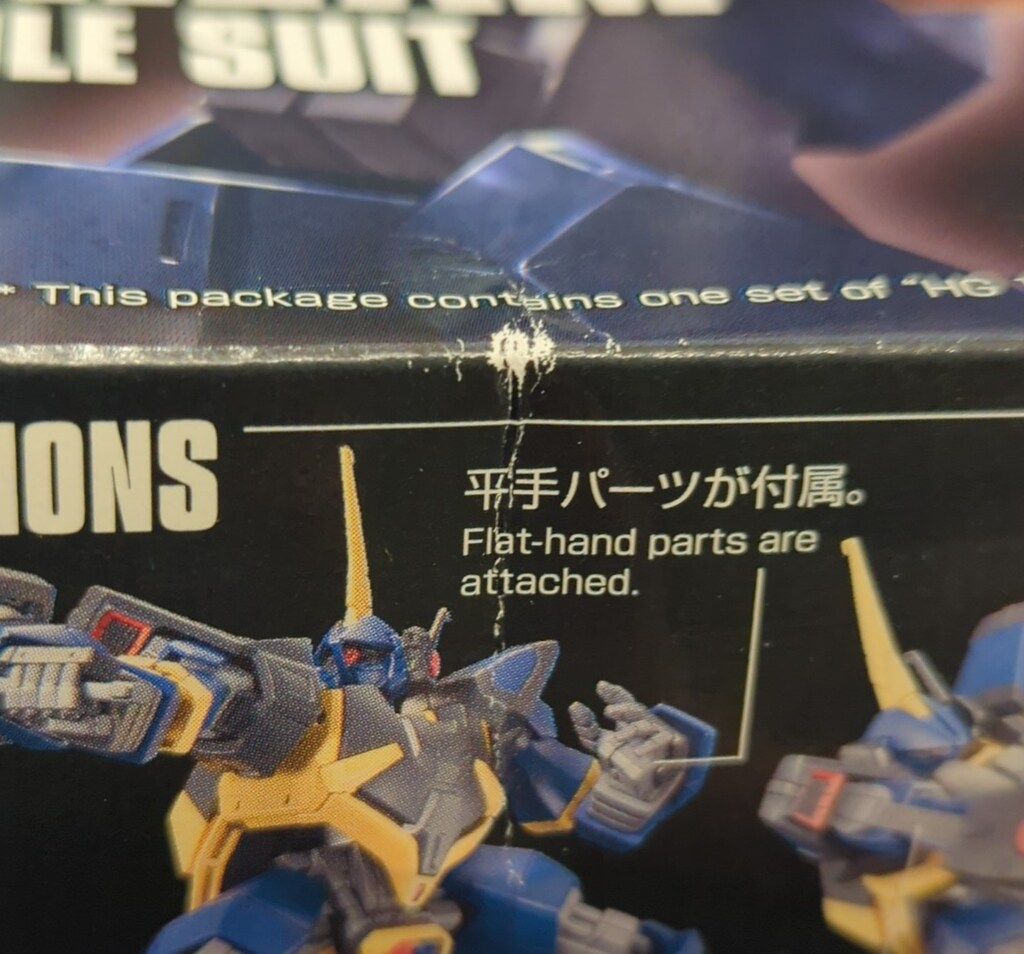 LE SUIT
* This package contains one set of "HG
IONS
平手パーツが付属。
Flat-hand parts are
attached.